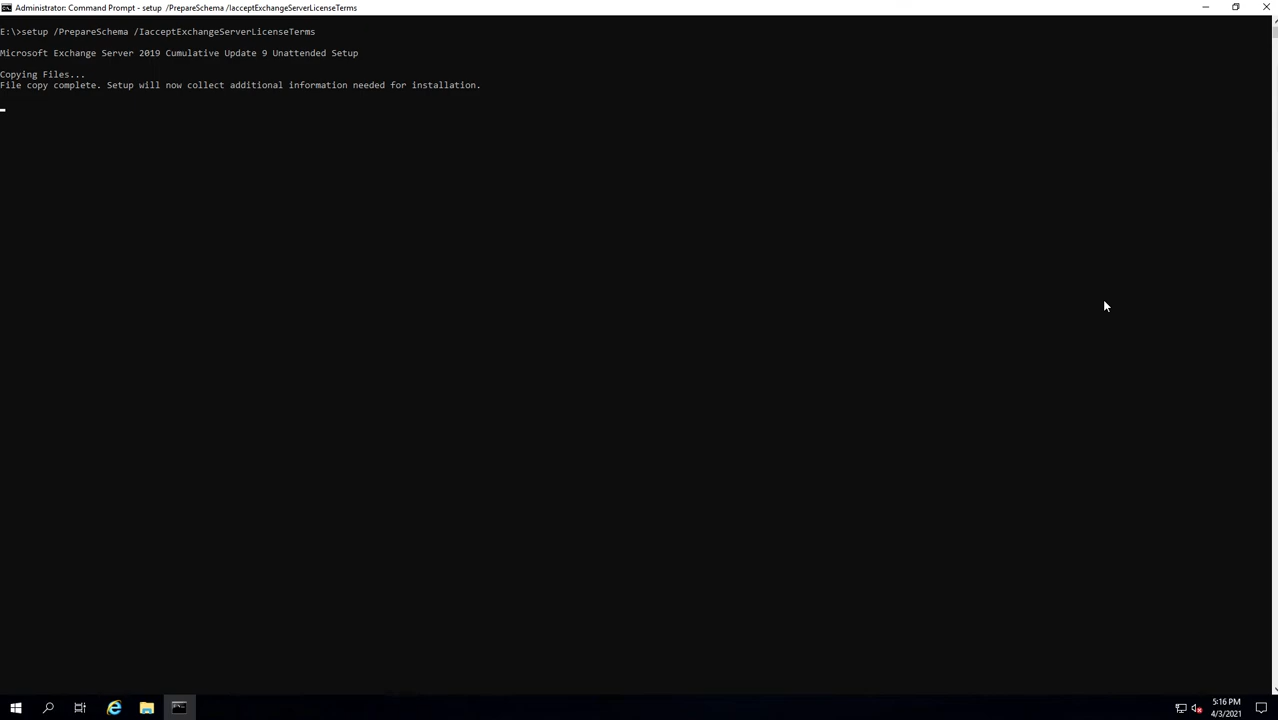 Administrator: Command Prompt - setup  /PrepareSchema /IacceptExchangeServerLicenseTerms
E:\>setup /PrepareSchema /IacceptExchangeServerLicenseTerms
Microsoft Exchange Server 2019 Cumulative Update 9 Unattended Setup
Copying Files...
File copy complete. Setup will now collect additional information needed for installation.
5:16 PM
4/3/2021